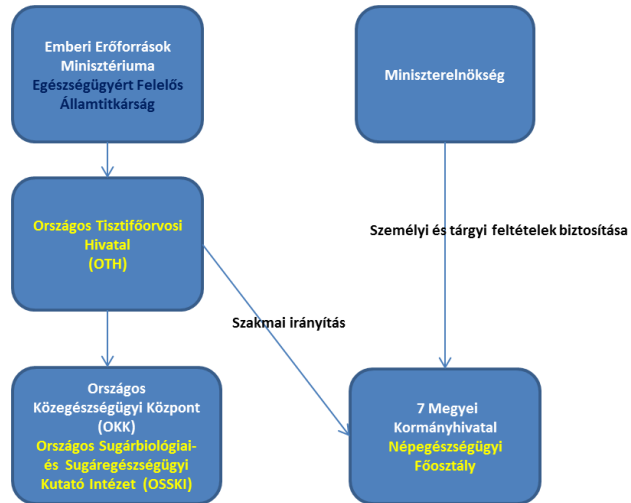 Emberi Erőforrások
Minisztériuma
Egészségügyért Felelős
Államtitkárság
Miniszterelnökség
Országos Tisztifőorvosi
Hivatal
(OTH)
Személyi és tárgyi feltételek biztosítása
Szakmai irányítás
Országos
Közegészségügyi Központ
(OKK)
Országos Sugárbiológiai-
és Sugáregészségügyi
Kutató Intézet (OSSKI)
7 Megyei
Kormányhivatal
Népegészségügyi
Főosztály